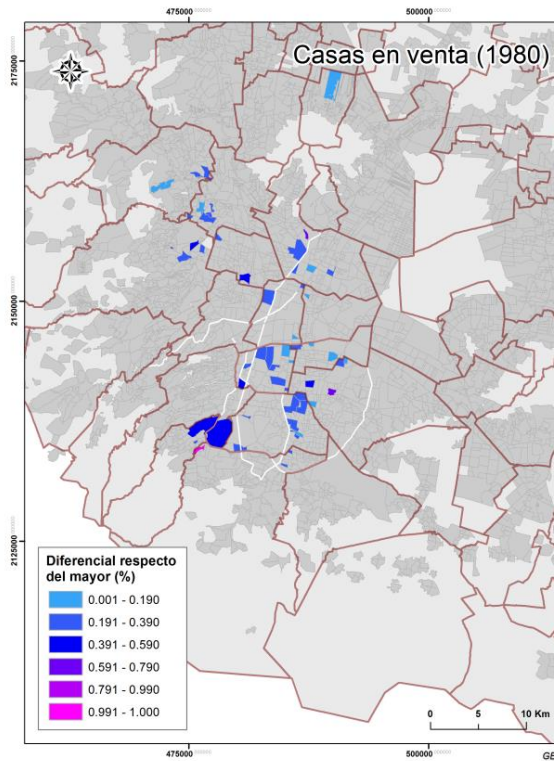 475000 500000
2175000
Casas en venta (1980)
2150000
2125000
Diferencial respecto
del mayor (%)
0.001 - 0.190
0.191 - 0.390
0.391 - 0.590
0.591 - 0.790
0.791 - 0.990
0.991 - 1.000
0 5 10 Km
475000 500000